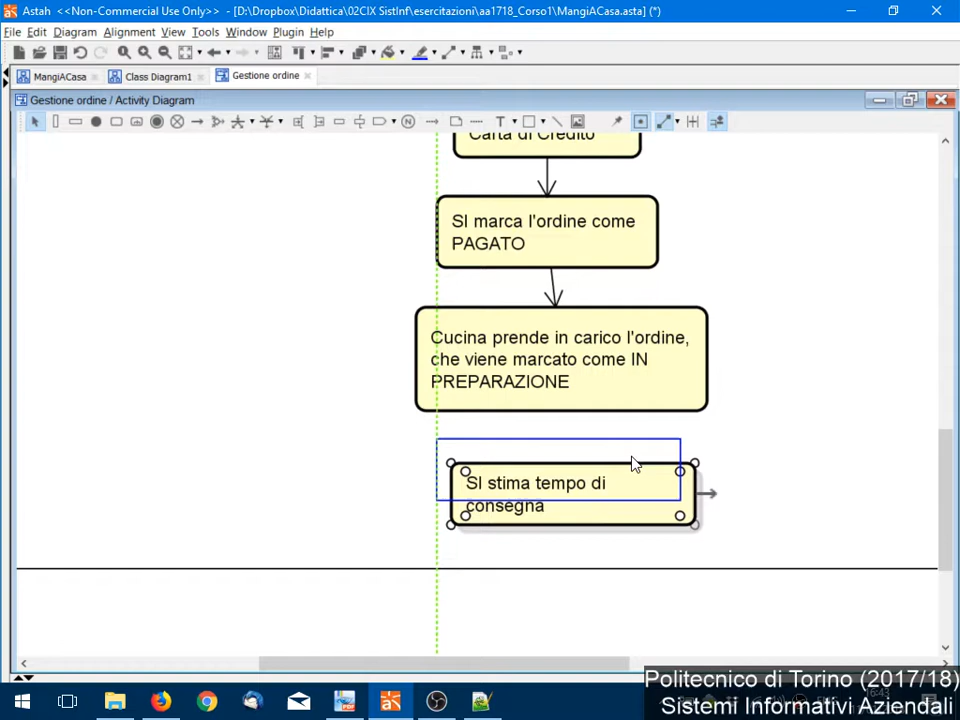 Astah <<Non-Commercial Use Only>> - [D:\Dropbox\Didattica\02CIX SistInf\esercitazioni\aa1718_Corso1\MangiACasa.asta] (*)
File Edit Diagram Alignment View Tools Window Plugin Help
MangiACasa Class Diagram1 Gestione ordine
Gestione ordine / Activity Diagram
Carta di Credito
SI marca l'ordine come
PAGATO
Cucina prende in carico l'ordine,
che viene marcato come IN
PREPARAZIONE
SI stima tempo di
consegna
Politecnico di Torino (2017/18)
16:43
Sistemi Informativi Aziendali